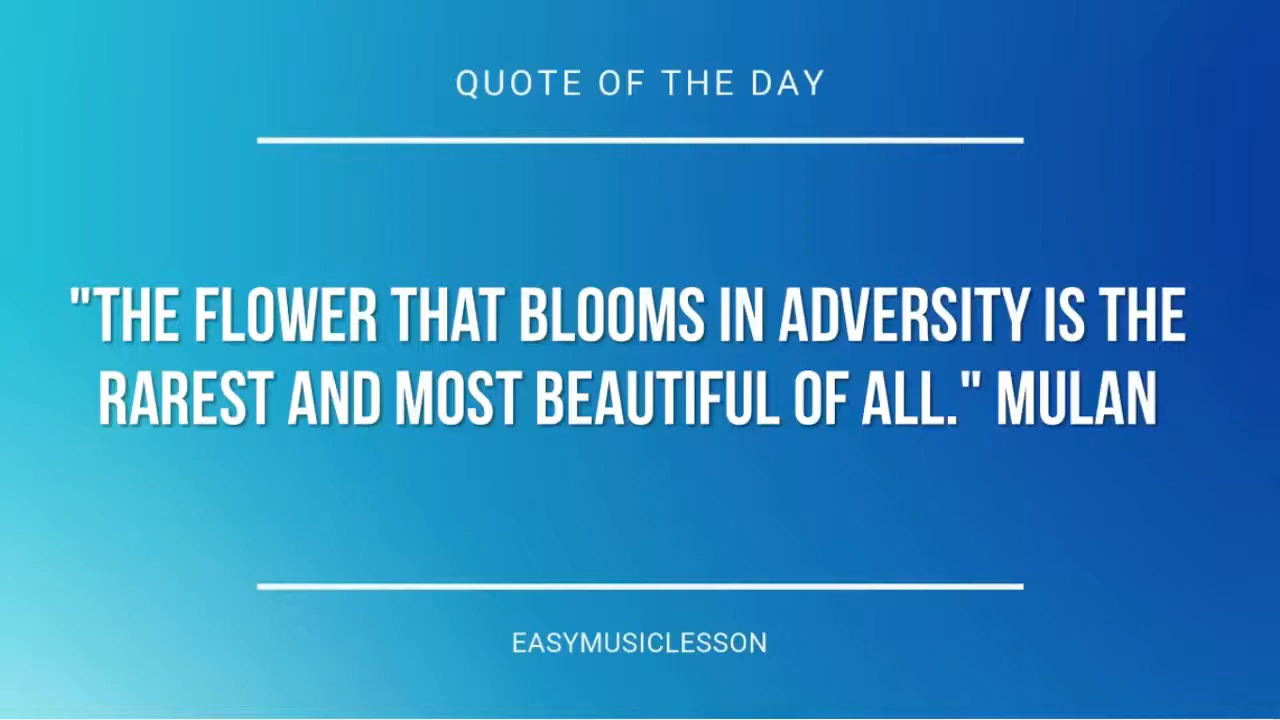 QUOTE OF THE DAY
"THE FLOWER THAT BLOOMS IN ADVERSITY IS THE
RAREST AND MOST BEAUTIFUL OF ALL." MULAN
EASYMUSICLESSON